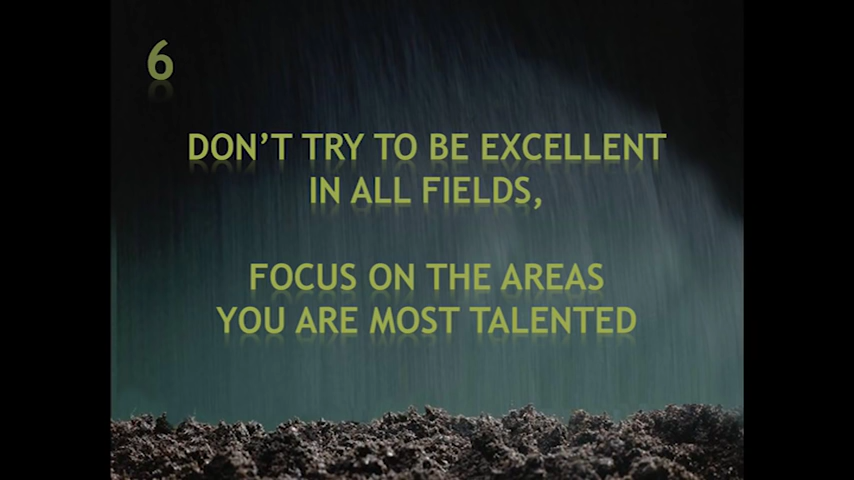 6
DON'T TRY TO BE EXCELLENT
IN ALL FIELDS,
FOCUS ON THE AREAS
YOU ARE MOST TALENTED